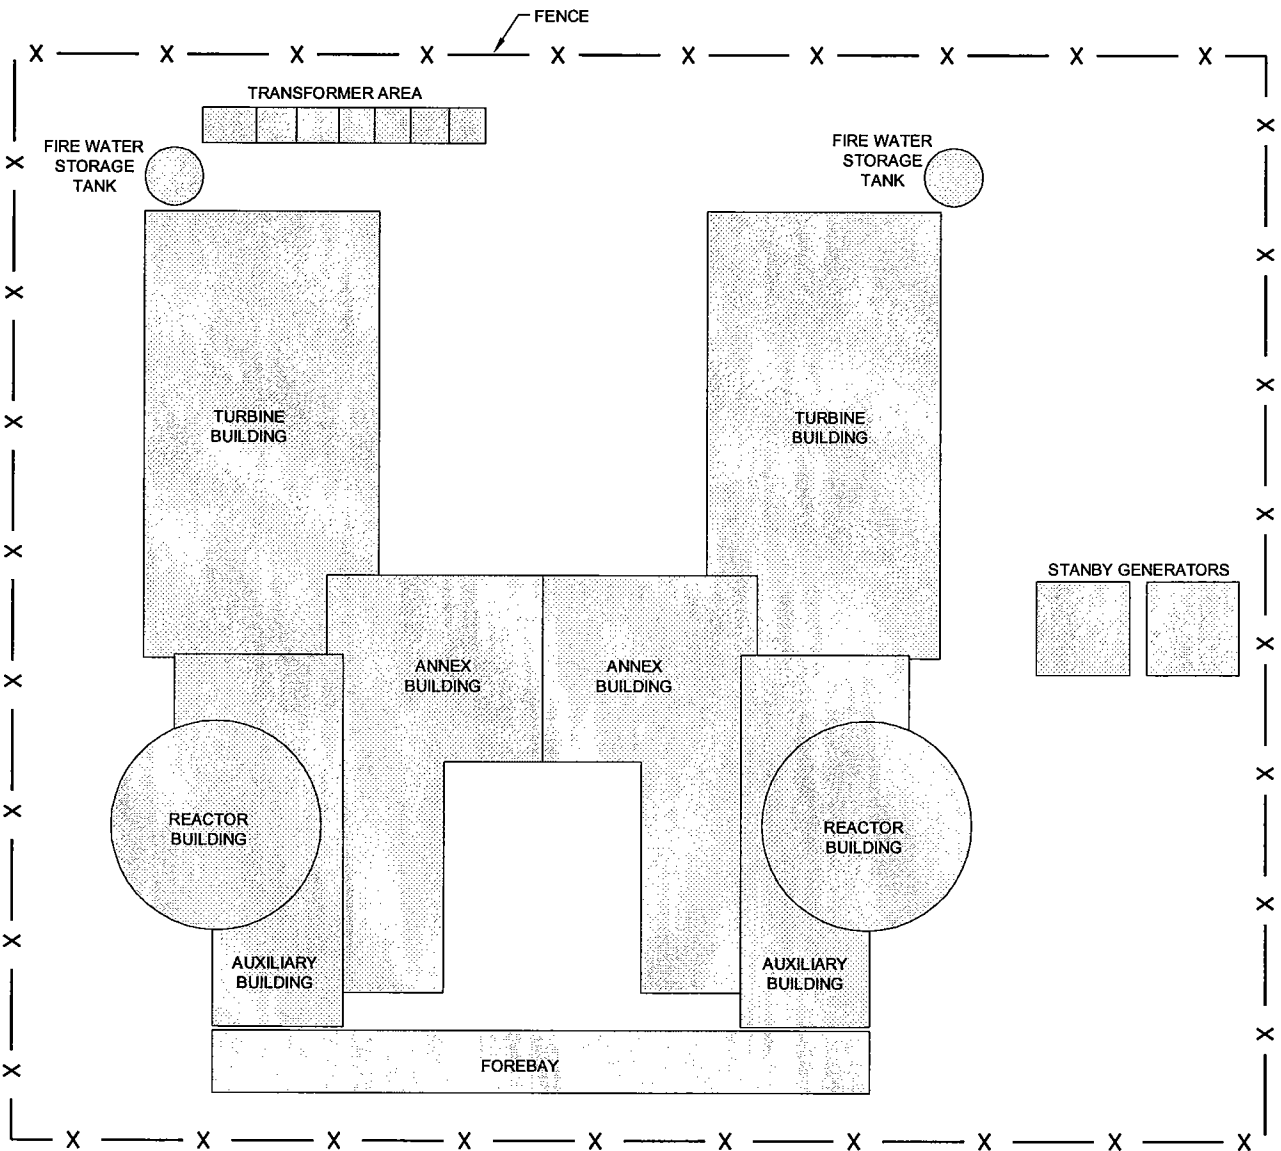 FENCE
TRANSFORMER AREA
FIRE WATER
STORAGE
TANK
FIRE WATER
STORAGE
TANK
TURBINE
BUILDING
TURBINE
BUILDING
STANBY GENERATORS
ANNEX
BUILDING
ANNEX
BUILDING
REACTOR
BUILDING
REACTOR
BUILDING
AUXILIARY
BUILDING
AUXILIARY
BUILDING
FOREBAY